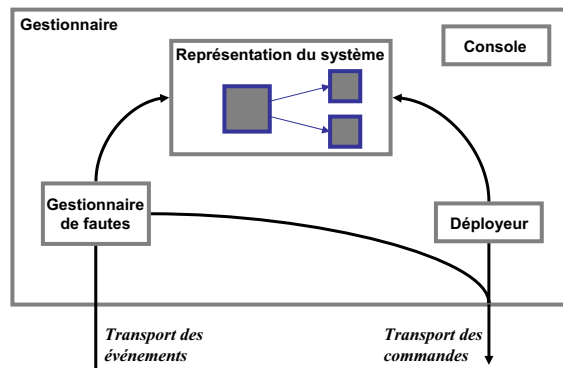 Gestionnaire
Console
Représentation du système
Gestionnaire
de fautes
Déployeur
Transport des
événements
Transport des
commandes